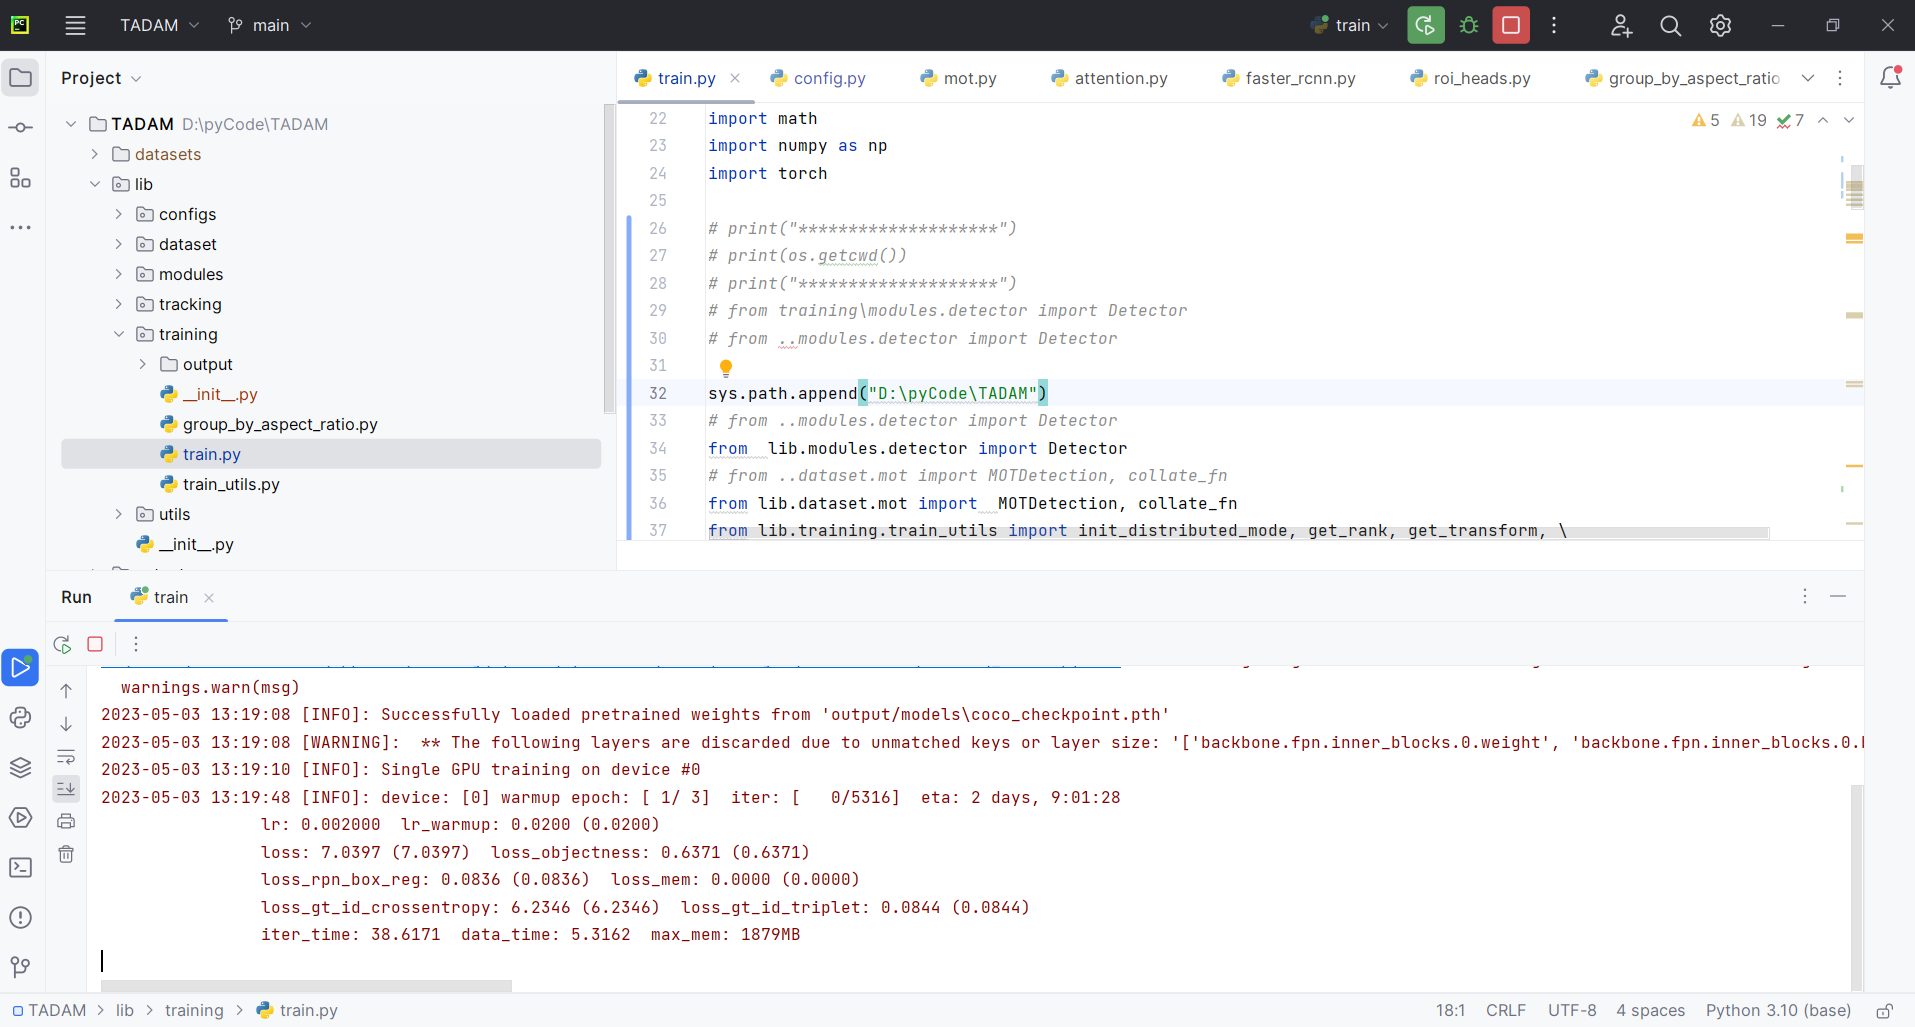 PC
TADAM
main
train
Project
train.py
config.py
mot.py
attention.py
faster_rcnn.py
roi_heads.py
group_by_aspect_ratio
TADAM D:\pyCode\TADAM
datasets
lib
configs
dataset
modules
tracking
training
output
__init__.py
group_by_aspect_ratio.py
train.py
train_utils.py
utils
__init__.py
5 19 7
22 import math
23 import numpy as np
24 import torch
25
26 # print("********************")
27 # print(os.getcwd())
28 # print("********************")
29 # from training\modules.detector import Detector
30 # from ..modules.detector import Detector
31
32 sys.path.append("D:\pyCode\TADAM")
33 # from ..modules.detector import Detector
34 from  lib.modules.detector import Detector
35 # from ..dataset.mot import MOTDetection, collate_fn
36 from lib.dataset.mot import  MOTDetection, collate_fn
37 from lib.training.train_utils import init_distributed_mode, get_rank, get_transform, \
Run
train
warnings.warn(msg)
2023-05-03 13:19:08 [INFO]: Successfully loaded pretrained weights from 'output/models\coco_checkpoint.pth'
2023-05-03 13:19:08 [WARNING]:  ** The following layers are discarded due to unmatched keys or layer size: '['backbone.fpn.inner_blocks.0.weight', 'backbone.fpn.inner_blocks.0.
2023-05-03 13:19:10 [INFO]: Single GPU training on device #0
2023-05-03 13:19:48 [INFO]: device: [0] warmup epoch: [ 1/ 3]  iter: [   0/5316]  eta: 2 days, 9:01:28
lr: 0.002000  lr_warmup: 0.0200 (0.0200)
loss: 7.0397 (7.0397)  loss_objectness: 0.6371 (0.6371)
loss_rpn_box_reg: 0.0836 (0.0836)  loss_mem: 0.0000 (0.0000)
loss_gt_id_crossentropy: 6.2346 (6.2346)  loss_gt_id_triplet: 0.0844 (0.0844)
iter_time: 38.6171  data_time: 5.3162  max_mem: 1879MB
TADAM > lib > training > train.py
18:1 CRLF UTF-8 4 spaces Python 3.10 (base)